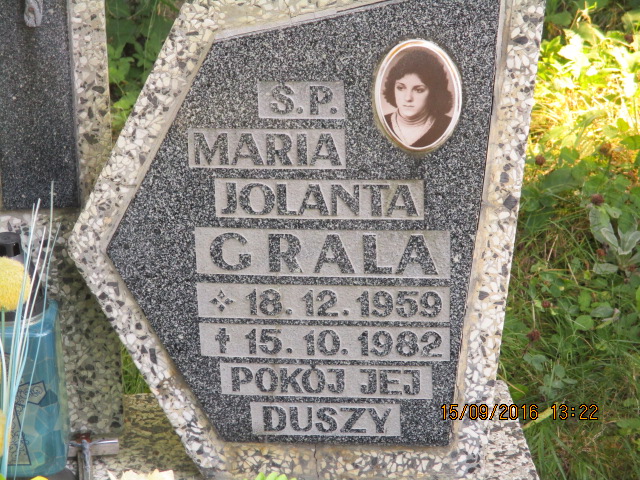 Ś.P.
MARIA
JOLANTA
GRALA
✧ 18.12.1959
† 15.10.1982
POKÓJ JEJ
DUSZY
15/09/2016 13:22